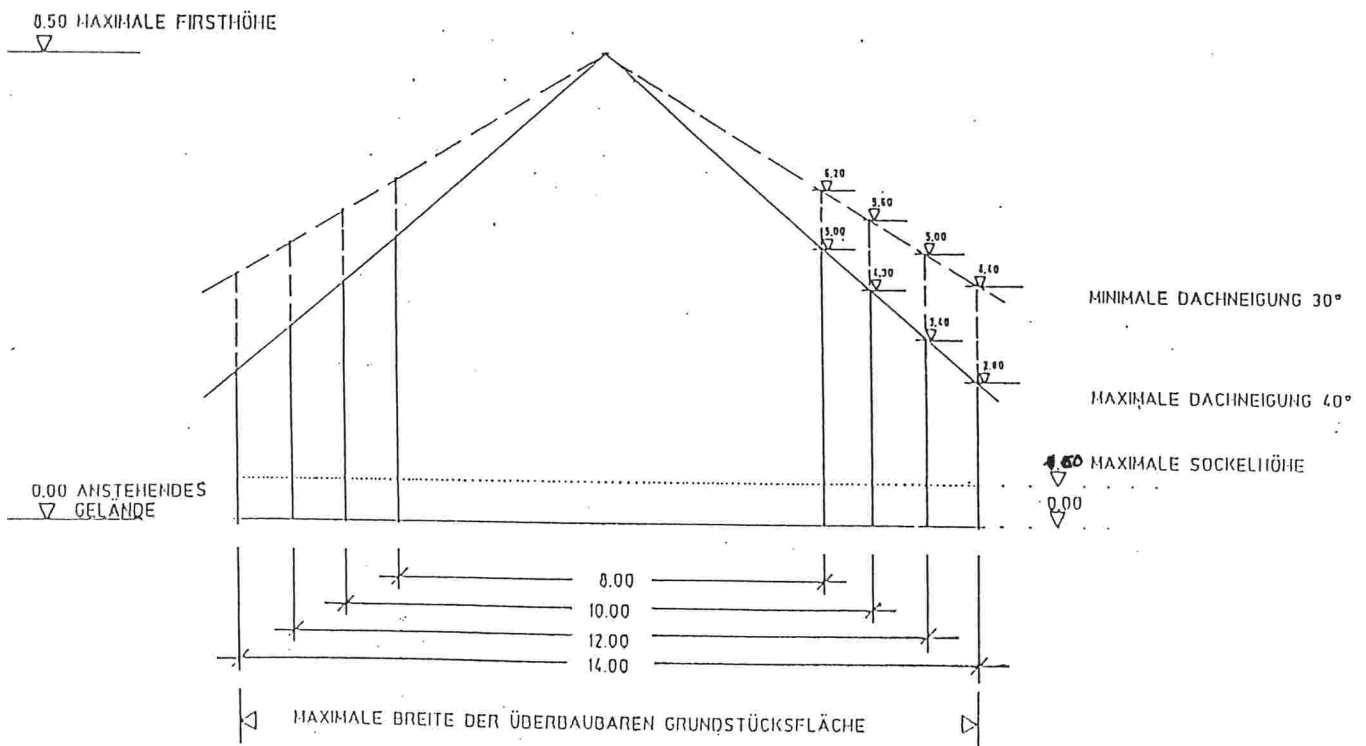 8.50 MAXIMALE FIRSTHÖHE
6,20
5,60
5,00
5,00
4,30
4,40
3,40
2,80
MINIMALE DACHNEIGUNG 30°
MAXIMALE DACHNEIGUNG 40°
MAXIMALE SOCKELHÖHE
0.00 ANSTEHENDES
GELÄNDE
0.00
8.00
10.00
12.00
14.00
MAXIMALE BREITE DER ÜBERBAUBAREN GRUNDSTÜCKSFLÄCHE